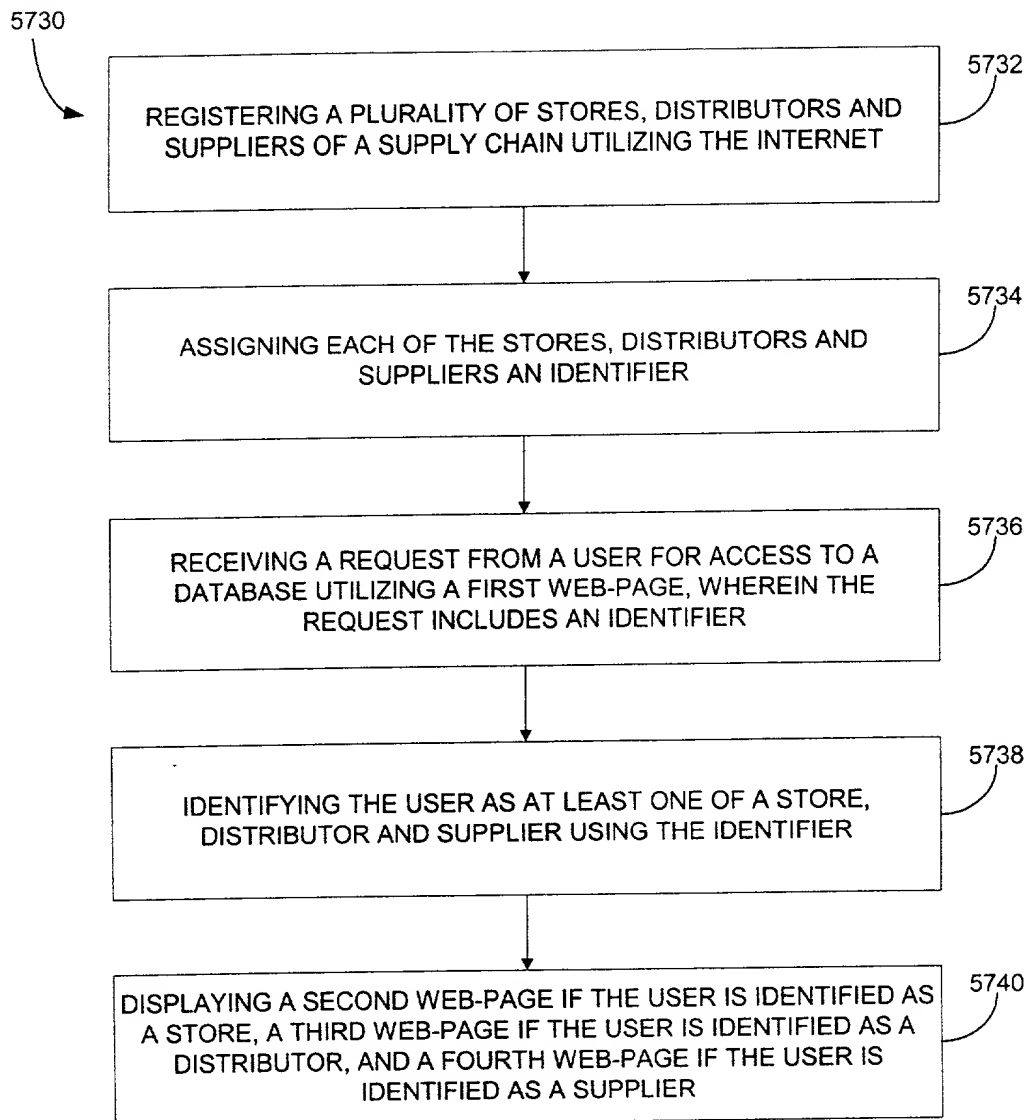 5730
5732
REGISTERING A PLURALITY OF STORES, DISTRIBUTORS AND
SUPPLIERS OF A SUPPLY CHAIN UTILIZING THE INTERNET
5734
ASSIGNING EACH OF THE STORES, DISTRIBUTORS AND
SUPPLIERS AN IDENTIFIER
5736
RECEIVING A REQUEST FROM A USER FOR ACCESS TO A
DATABASE UTILIZING A FIRST WEB-PAGE, WHEREIN THE
REQUEST INCLUDES AN IDENTIFIER
5738
IDENTIFYING THE USER AS AT LEAST ONE OF A STORE,
DISTRIBUTOR AND SUPPLIER USING THE IDENTIFIER
5740
DISPLAYING A SECOND WEB-PAGE IF THE USER IS IDENTIFIED AS
A STORE, A THIRD WEB-PAGE IF THE USER IS IDENTIFIED AS A
DISTRIBUTOR, AND A FOURTH WEB-PAGE IF THE USER IS
IDENTIFIED AS A SUPPLIER